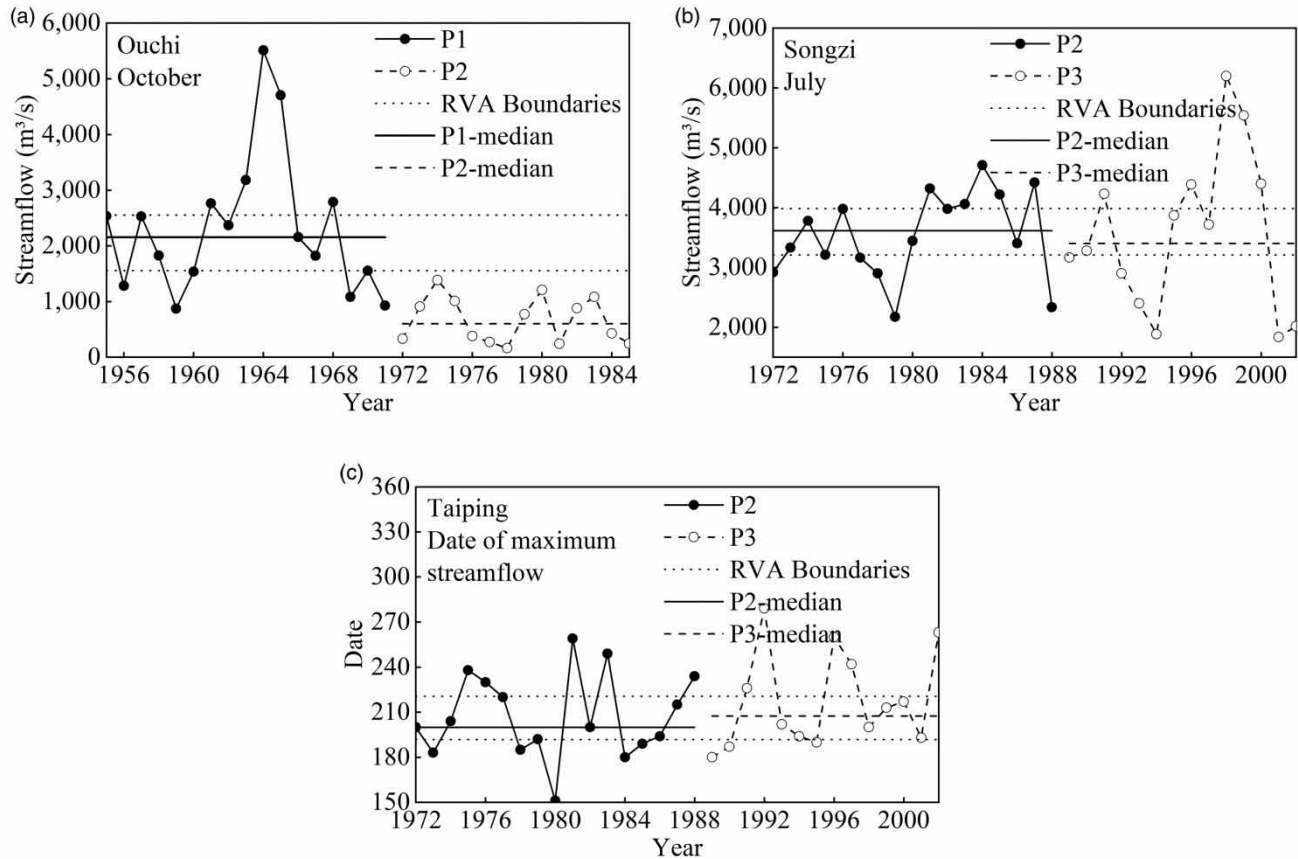 (a)
6,000
5,000
4,000
3,000
2,000
1,000
0
Streamflow (m³/s)
Ouchi
October
P1
P2
RVA Boundaries
P1-median
P2-median
1956 1960 1964 1968 1972 1976 1980 1984
Year
(b)
7,000
6,000
5,000
4,000
3,000
2,000
Streamflow (m³/s)
Songzi
July
P2
P3
RVA Boundaries
P2-median
P3-median
1972 1976 1980 1984 1988 1992 1996 2000
Year
(c)
360
330
300
270
240
210
180
150
Date
Taiping
Date of maximum
streamflow
P2
P3
RVA Boundaries
P2-median
P3-median
1972 1976 1980 1984 1988 1992 1996 2000
Year